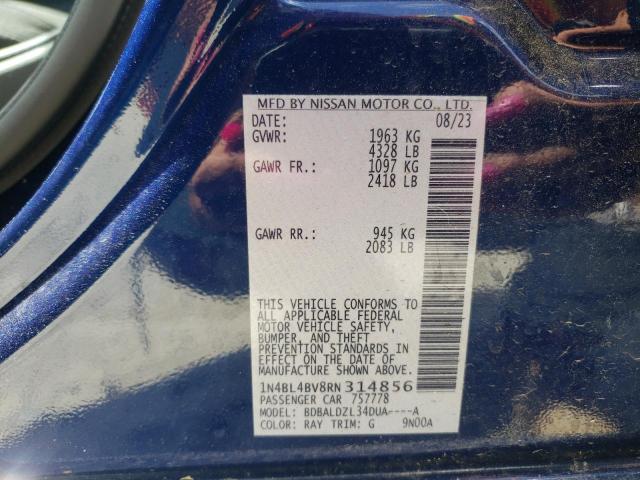 MFD BY NISSAN MOTOR CO., LTD.
DATE: 08/23
GVWR: 1963 KG
4328 LB
GAWR FR.: 1097 KG
2418 LB
GAWR RR.: 945 KG
2083 LB
THIS VEHICLE CONFORMS TO
ALL APPLICABLE FEDERAL
MOTOR VEHICLE SAFETY,
BUMPER, AND THEFT
PREVENTION STANDARDS IN
EFFECT ON THE DATE OF
MANUFACTURE SHOWN ABOVE.
1N4BL4BV8RN314856
PASSENGER CAR 757778
MODEL: BDBALDZL34DUA----A
COLOR: RAY TRIM: G 9N00A